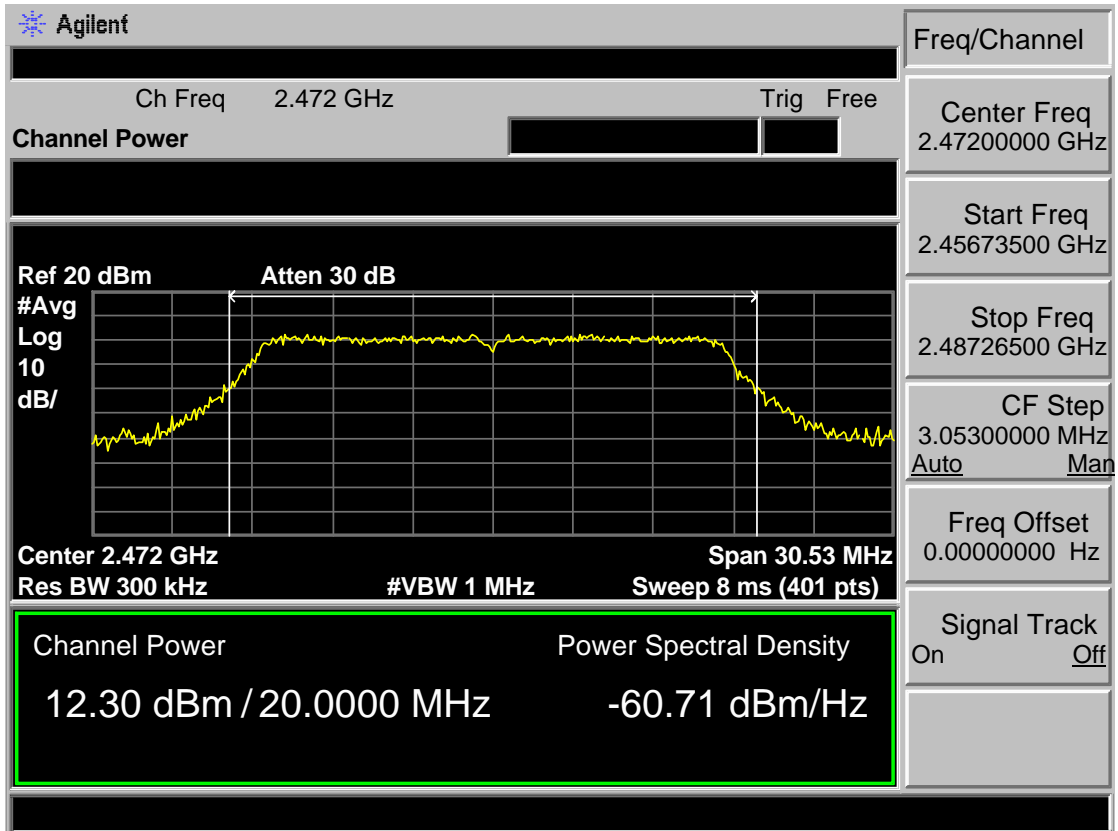 Agilent
Freq/Channel
Ch Freq 2.472 GHz Trig Free
Channel Power
Center Freq
2.47200000 GHz
Start Freq
2.45673500 GHz
Stop Freq
2.48726500 GHz
CF Step
3.05300000 MHz
Auto Man
Freq Offset
0.00000000 Hz
Signal Track
On Off
Ref 20 dBm Atten 30 dB
#Avg
Log
10
dB/
Center 2.472 GHz Span 30.53 MHz
Res BW 300 kHz #VBW 1 MHz Sweep 8 ms (401 pts)
Channel Power Power Spectral Density
12.30 dBm / 20.0000 MHz -60.71 dBm/Hz